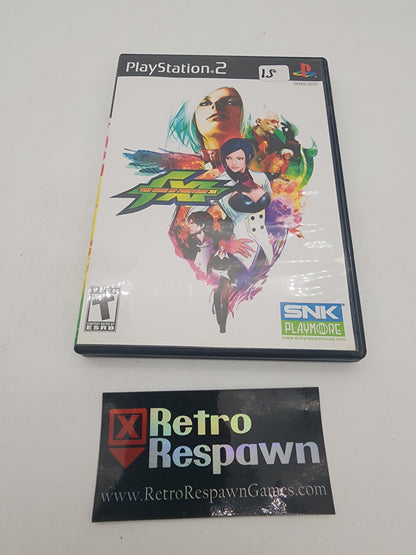 PlayStation.2
15
THE KING OF FIGHTERS XI
T
ESRB
SNK
PLAYMORE
www.snkplaymoreusa.com
X Retro
Respawn
www.RetroRespawnGames.com